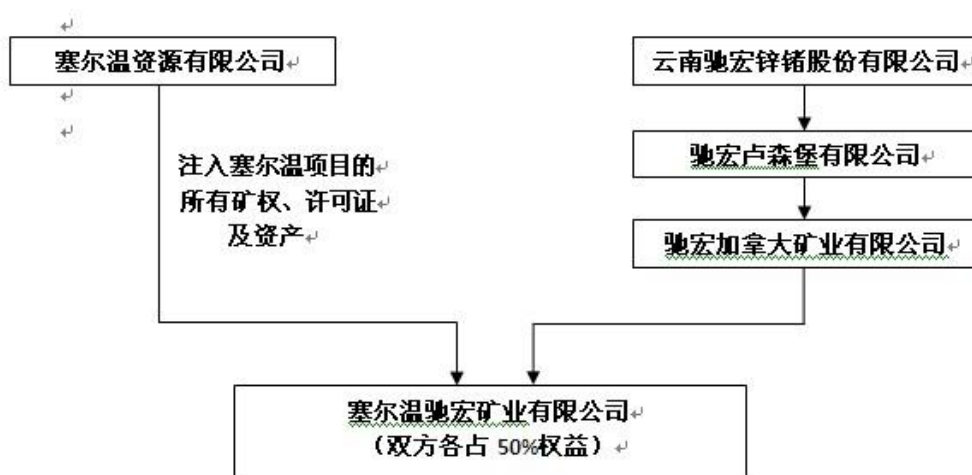 塞尔温资源有限公司
云南驰宏锌锗股份有限公司
驰宏卢森堡有限公司
注入塞尔温项目的
所有矿权、许可证
及资产
驰宏加拿大矿业有限公司
塞尔温驰宏矿业有限公司
（双方各占 50%权益）